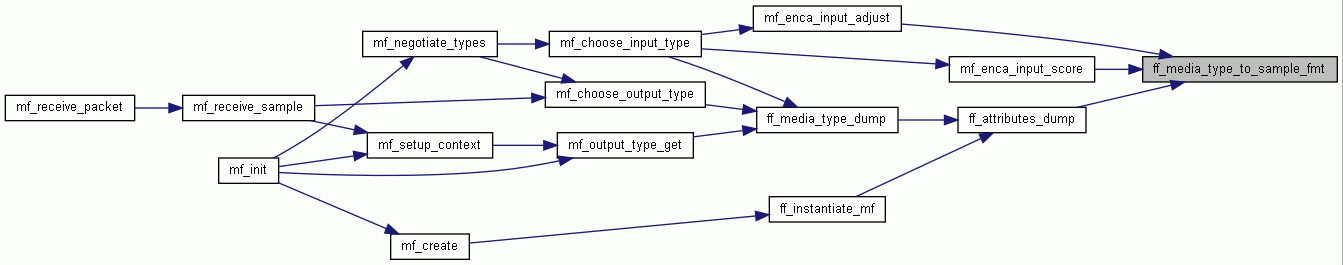 mf_enca_input_adjust
mf_negotiate_types
mf_choose_input_type
mf_enca_input_score
ff_media_type_to_sample_fmt
mf_receive_packet
mf_receive_sample
mf_choose_output_type
ff_media_type_dump
ff_attributes_dump
mf_setup_context
mf_output_type_get
mf_init
ff_instantiate_mf
mf_create